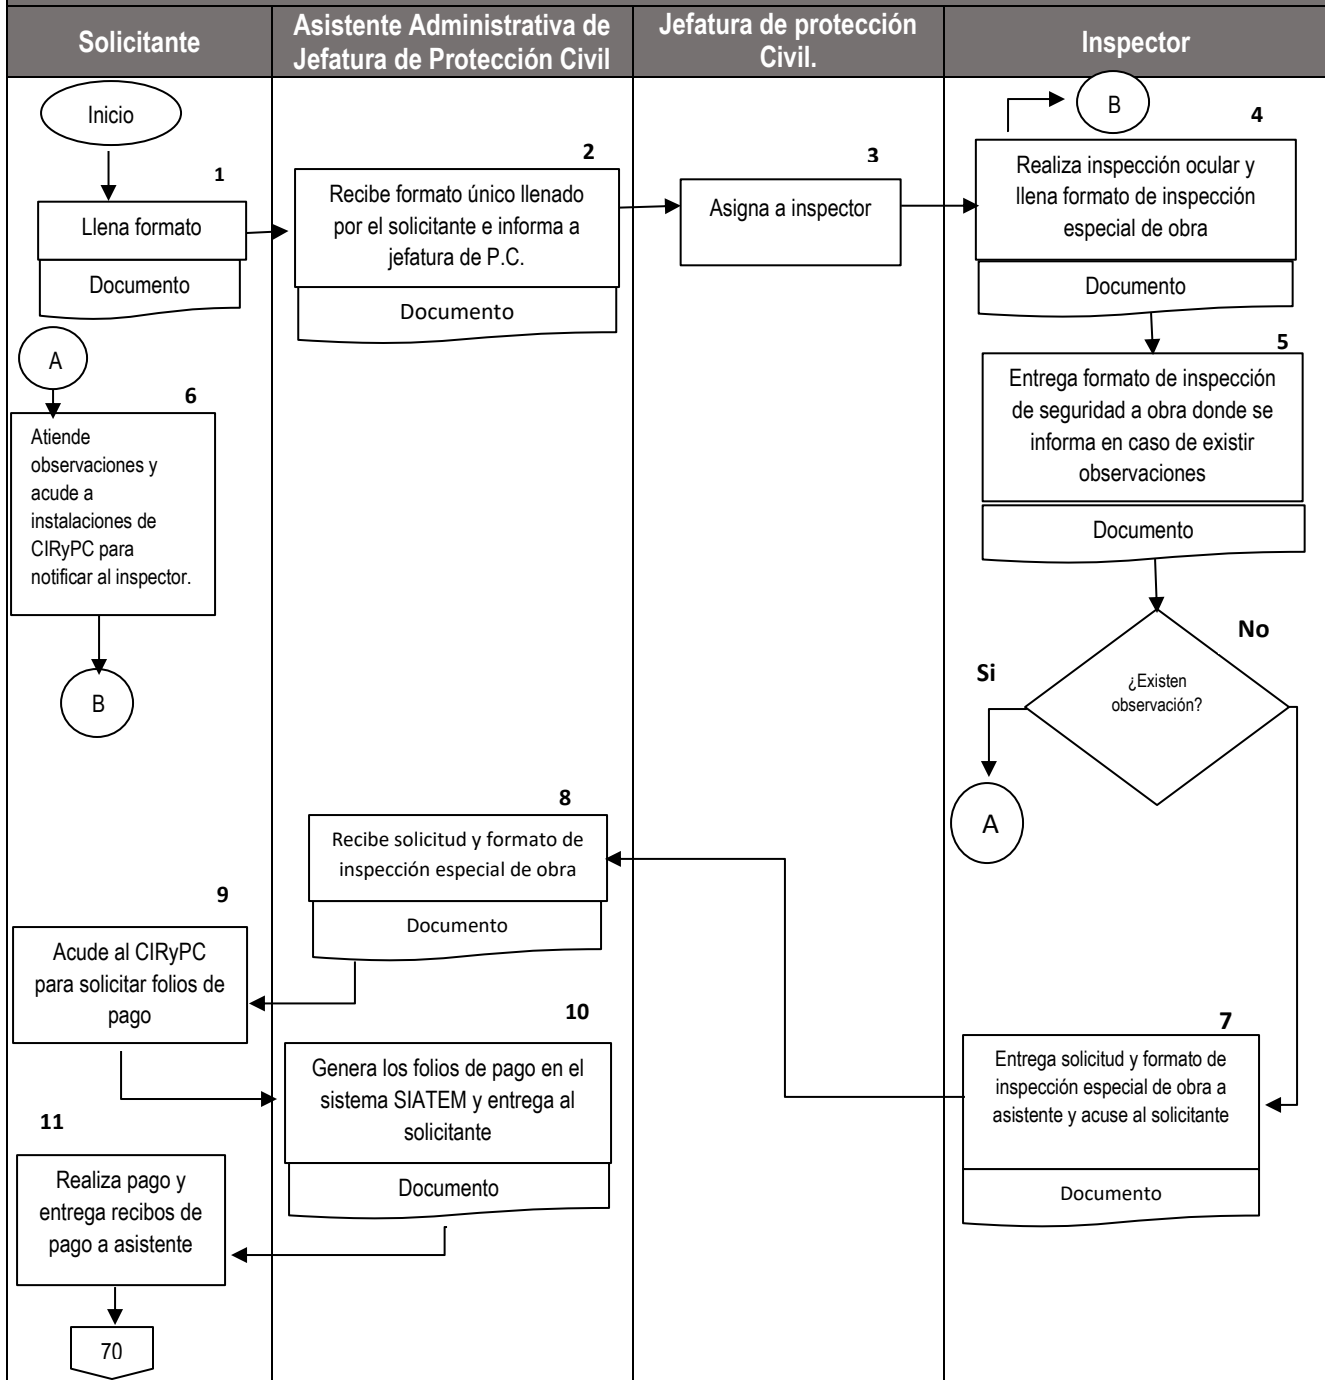 Solicitante
Asistente Administrativa de
Jefatura de Protección Civil
Jefatura de protección
Civil.
Inspector
Inicio
1
Llena formato
Documento
2
Recibe formato único llenado
por el solicitante e informa a
jefatura de P.C.
Documento
3
Asigna a inspector
B
4
Realiza inspección ocular y
llena formato de inspección
especial de obra
Documento
5
Entrega formato de inspección
de seguridad a obra donde se
informa en caso de existir
observaciones
Documento
A
6
Atiende
observaciones y
acude a
instalaciones de
CIRyPC para
notificar al inspector.
B
No
Si
¿Existen
observación?
A
8
Recibe solicitud y formato de
inspección especial de obra
Documento
9
Acude al CIRyPC
para solicitar folios de
pago
10
Genera los folios de pago en el
sistema SIATEM y entrega al
solicitante
Documento
7
Entrega solicitud y formato de
inspección especial de obra a
asistente y acuse al solicitante
Documento
11
Realiza pago y
entrega recibos de
pago a asistente
70